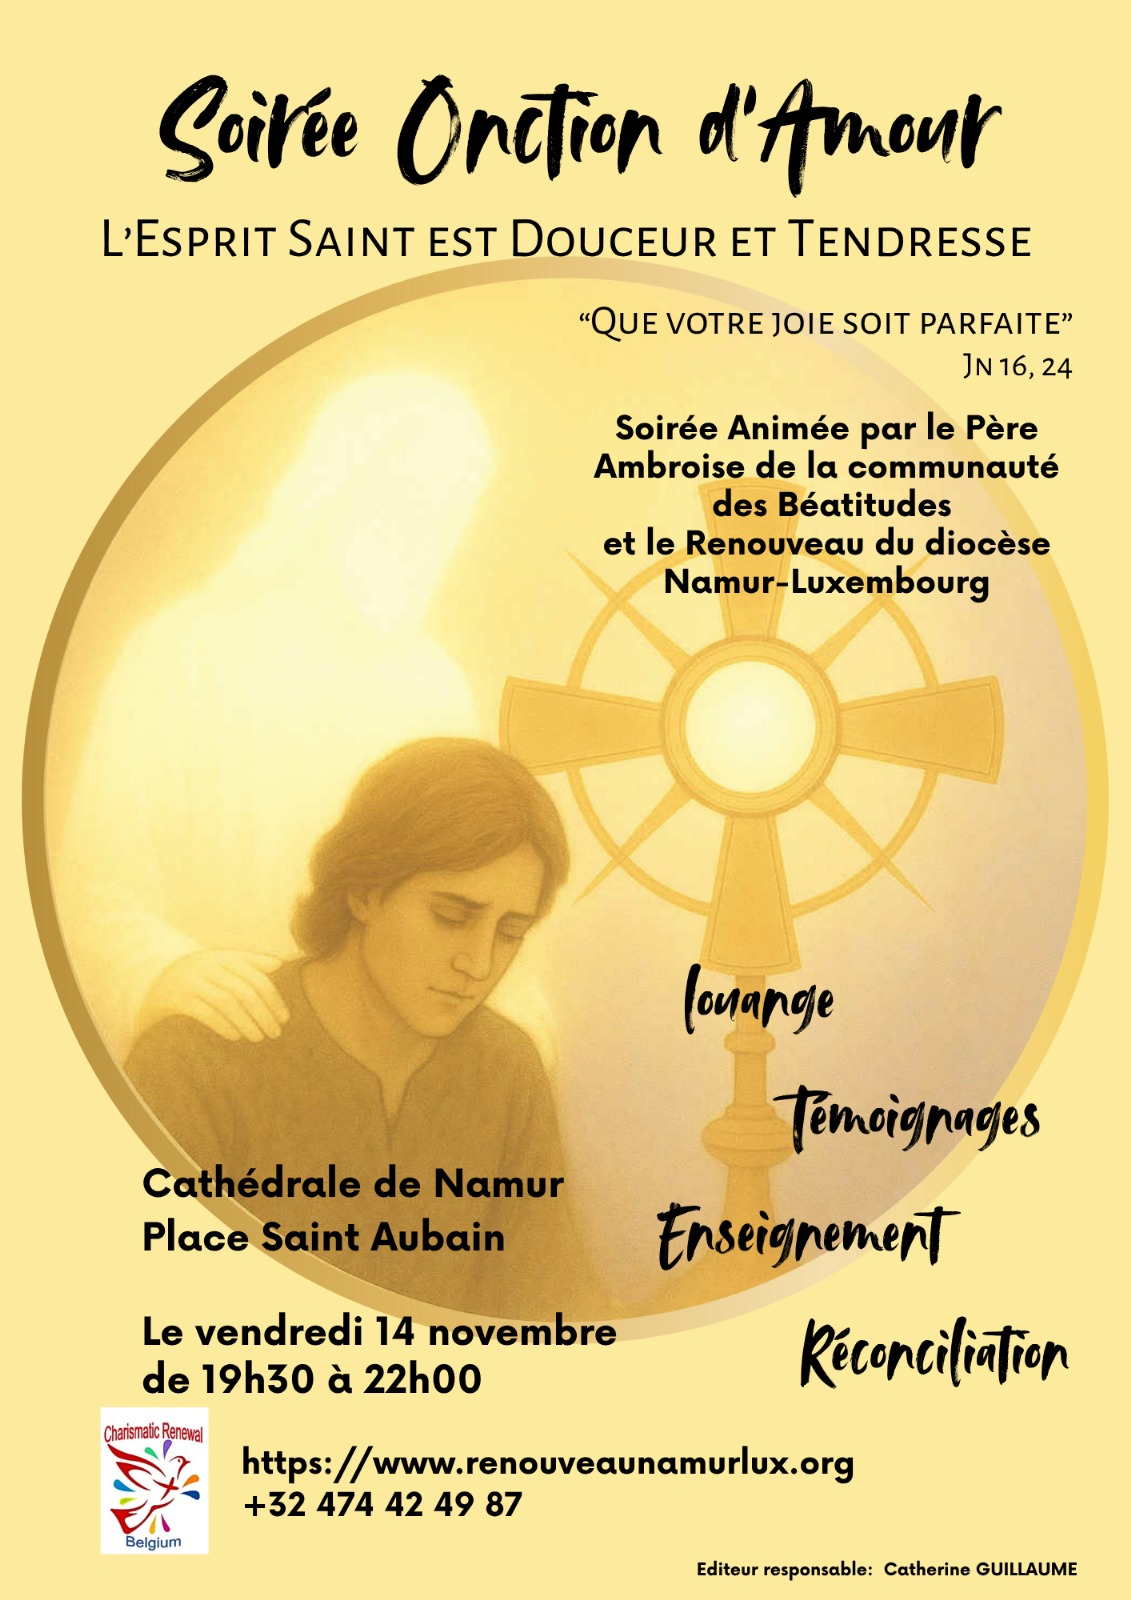 Soirée Onction d'Amour
L'Esprit Saint est Douceur et Tendresse
“Que votre joie soit parfaite”
Jn 16, 24
Soirée Animée par le Père
Ambroise de la communauté
des Béatitudes
et le Renouveau du diocèse
Namur-Luxembourg
louange
Témoignages
Cathédrale de Namur
Place Saint Aubain
Enseignement
Le vendredi 14 novembre
de 19h30 à 22h00
Réconciliation
Charismatic Renewal
Belgium
https://www.renouveaunamurlux.org
+32 474 42 49 87
Editeur responsable: Catherine GUILLAUME